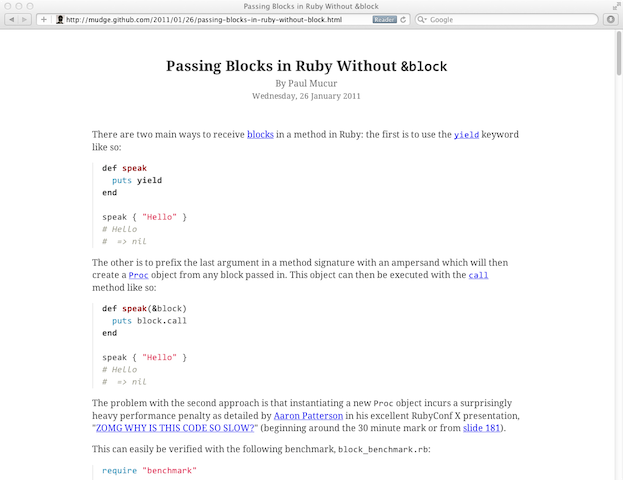 Passing Blocks in Ruby Without &block
http://mudge.github.com/2011/01/26/passing-blocks-in-ruby-without-block.html
Reader
Google
Passing Blocks in Ruby Without &block
By Paul Mucur
Wednesday, 26 January 2011
There are two main ways to receive blocks in a method in Ruby: the first is to use the yield keyword
like so:
def speak
  puts yield
end
speak { "Hello" }
# Hello
#  => nil
The other is to prefix the last argument in a method signature with an ampersand which will then
create a Proc object from any block passed in. This object can then be executed with the call
method like so:
def speak(&block)
  puts block.call
end
speak { "Hello" }
# Hello
#  => nil
The problem with the second approach is that instantiating a new Proc object incurs a surprisingly
heavy performance penalty as detailed by Aaron Patterson in his excellent RubyConf X presentation,
"ZOMG WHY IS THIS CODE SO SLOW?" (beginning around the 30 minute mark or from slide 181).
This can easily be verified with the following benchmark, block_benchmark.rb:
require "benchmark"